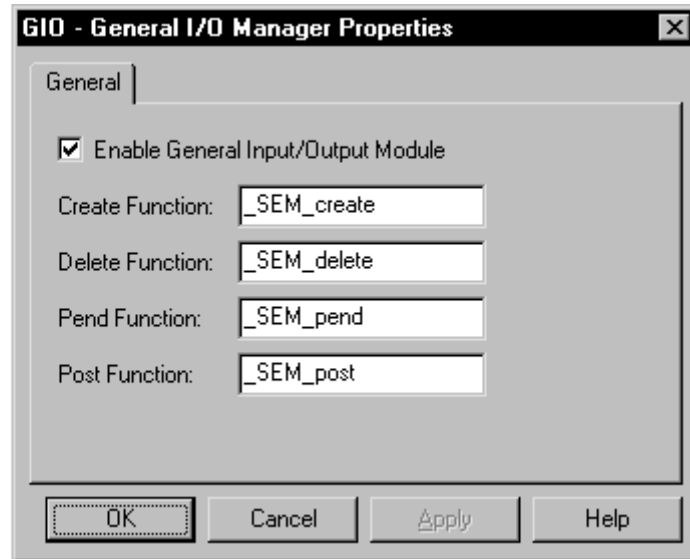 GIO - General I/O Manager Properties
General
Enable General Input/Output Module
Create Function: _SEM_create
Delete Function: _SEM_delete
Pend Function: _SEM_pend
Post Function: _SEM_post
OK Cancel Apply Help